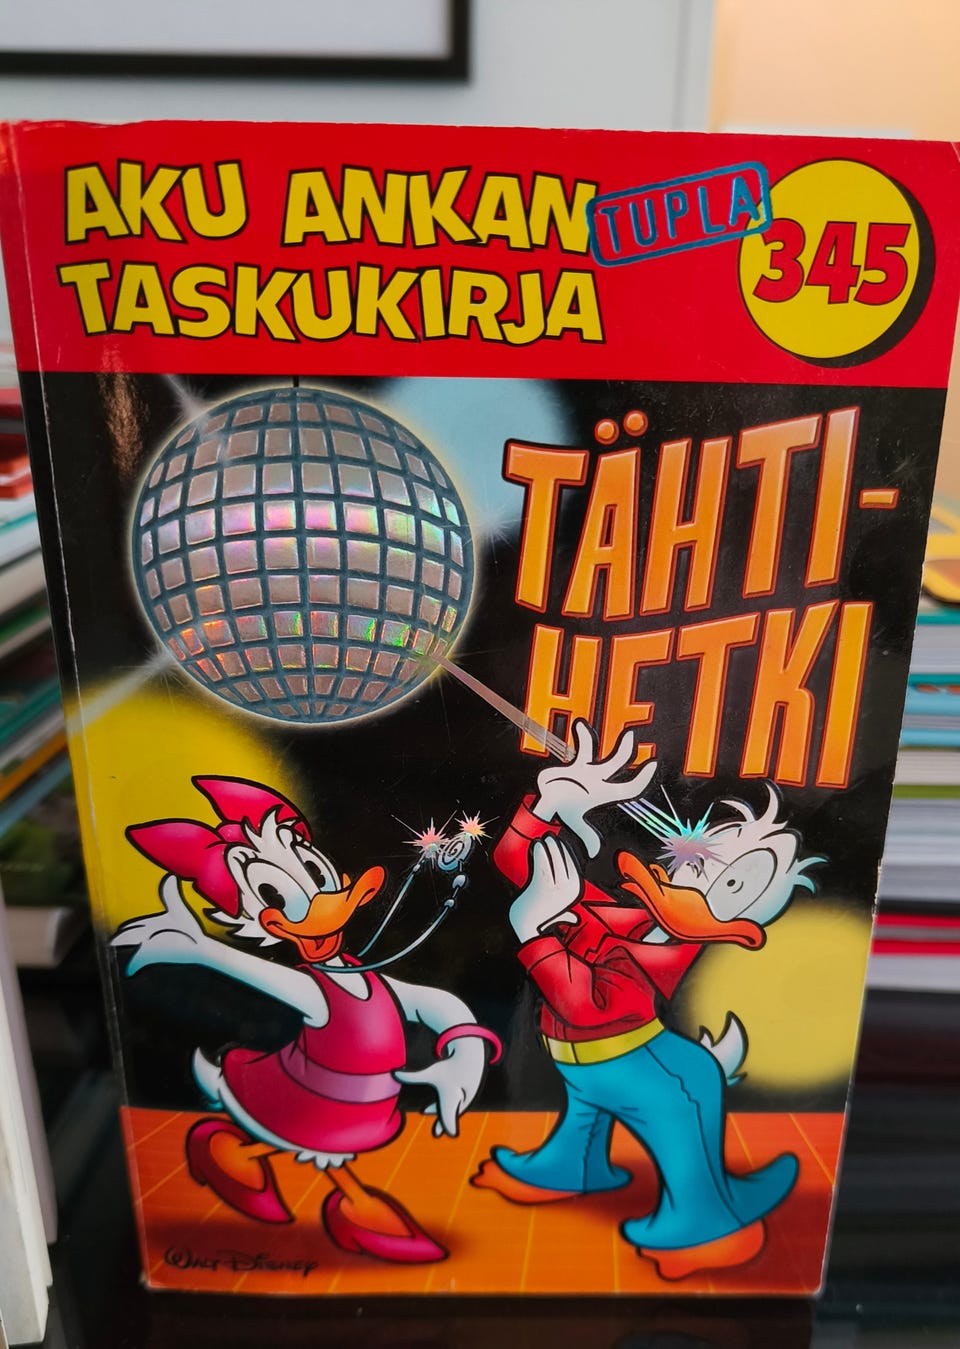 AKU ANKAN
TASKUKIRJA
TUPLA
345
TÄHTI-
HETKI
WALT DISNEY